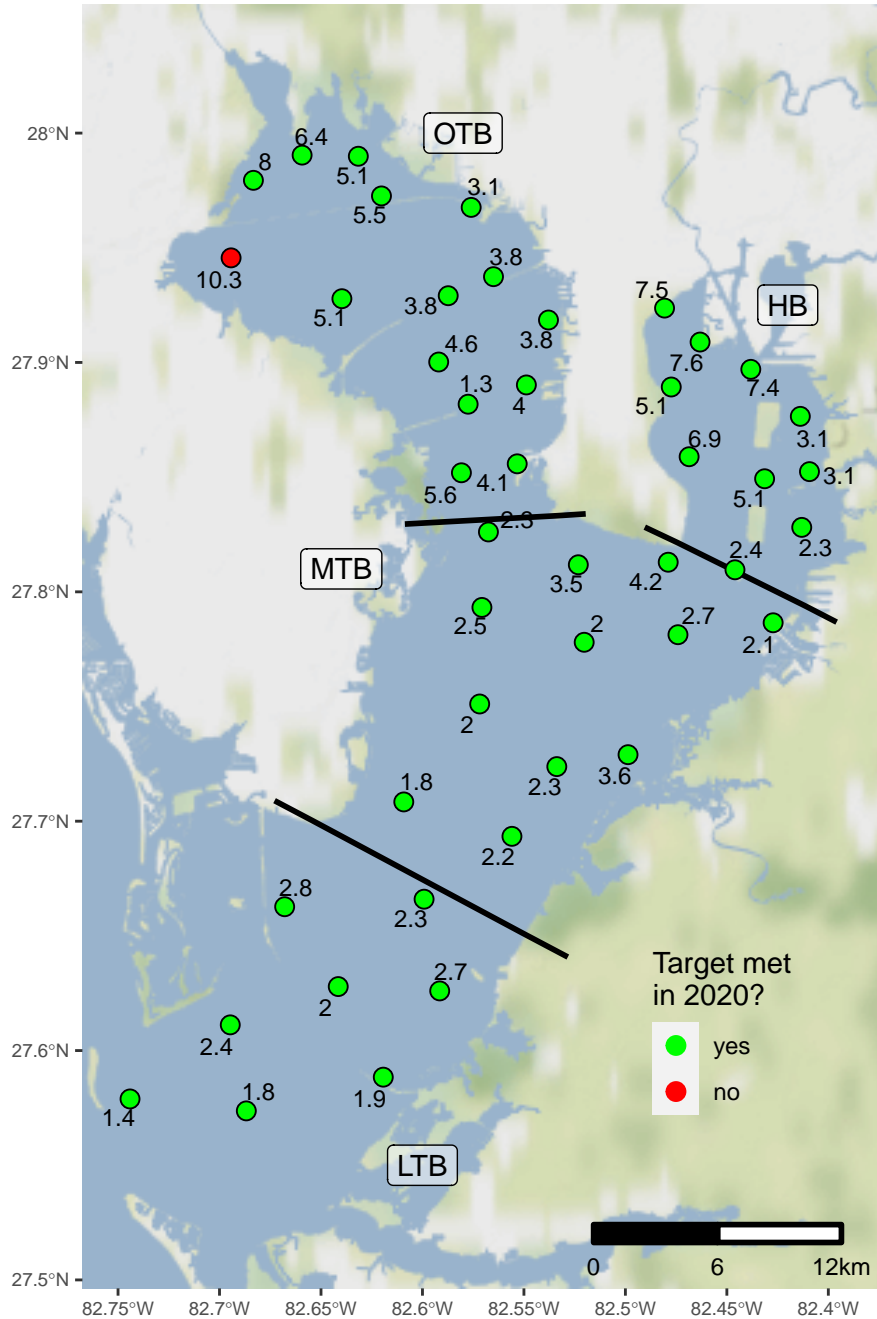 OTB
6.4
8
5.1
5.5
3.1
10.3
3.8
5.1
3.8
3.8
7.5
HB
7.6
4.6
7.4
1.3
4
5.1
3.1
6.9
5.6
4.1
5.1
3.1
2.3
2.3
MTB
3.5
4.2
2.4
2.5
2
2.7
2.1
2
2.3
3.6
1.8
2.2
2.8
2.3
2
2.7
2.4
1.4
1.8
1.9
LTB
Target met
in 2020?
yes
no
0 6 12km
28°N
27.9°N
27.8°N
27.7°N
27.6°N
27.5°N
82.75°W 82.7°W 82.65°W 82.6°W 82.55°W 82.5°W 82.45°W 82.4°W